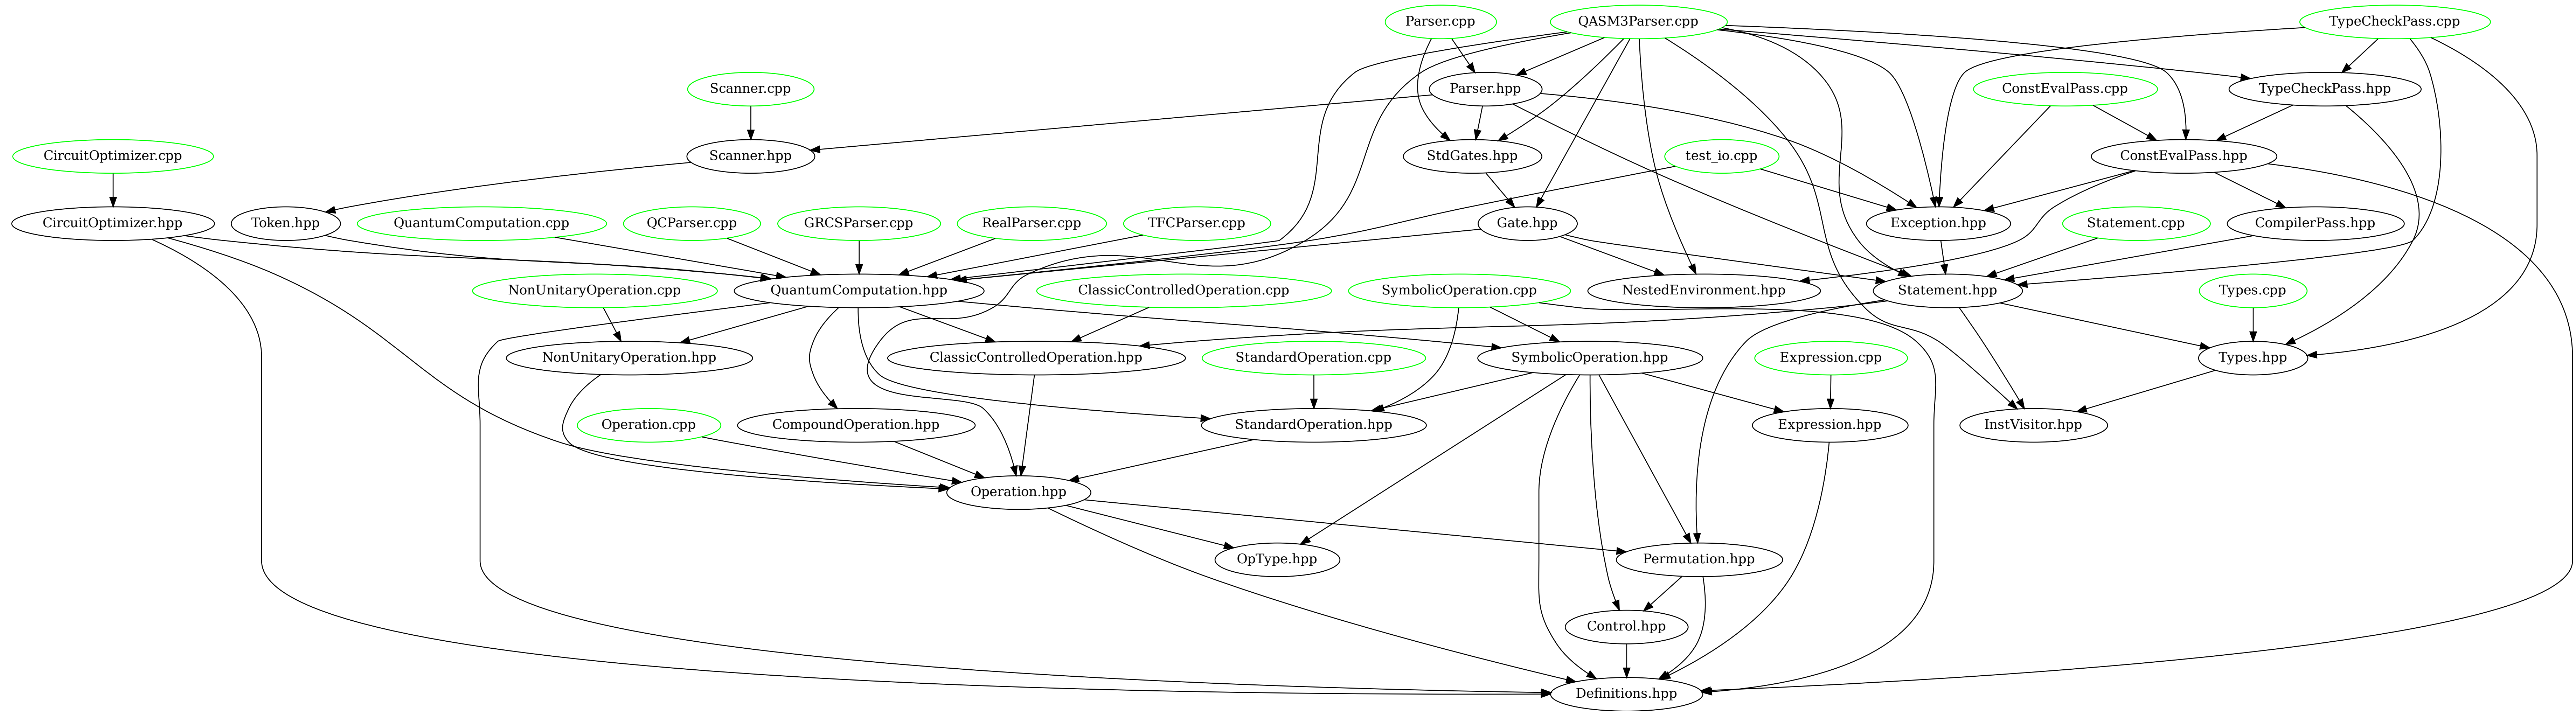 Parser.cpp
QASM3Parser.cpp
TypeCheckPass.cpp
Scanner.cpp
Parser.hpp
ConstEvalPass.cpp
TypeCheckPass.hpp
CircuitOptimizer.cpp
Scanner.hpp
StdGates.hpp
test_io.cpp
ConstEvalPass.hpp
CircuitOptimizer.hpp
Token.hpp
QuantumComputation.cpp
QCParser.cpp
GRCSParser.cpp
RealParser.cpp
TFCParser.cpp
Gate.hpp
Exception.hpp
Statement.cpp
CompilerPass.hpp
NonUnitaryOperation.cpp
QuantumComputation.hpp
ClassicControlledOperation.cpp
SymbolicOperation.cpp
NestedEnvironment.hpp
Statement.hpp
Types.cpp
NonUnitaryOperation.hpp
ClassicControlledOperation.hpp
StandardOperation.cpp
SymbolicOperation.hpp
Expression.cpp
Types.hpp
Operation.cpp
CompoundOperation.hpp
StandardOperation.hpp
Expression.hpp
InstVisitor.hpp
Operation.hpp
OpType.hpp
Permutation.hpp
Control.hpp
Definitions.hpp